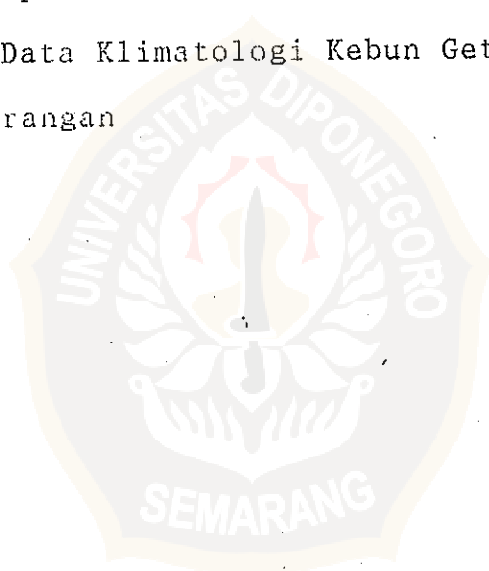 Data Klimatologi Kebun Get
rangan
UNIVERSITAS DIPONEGORO
SEMARANG